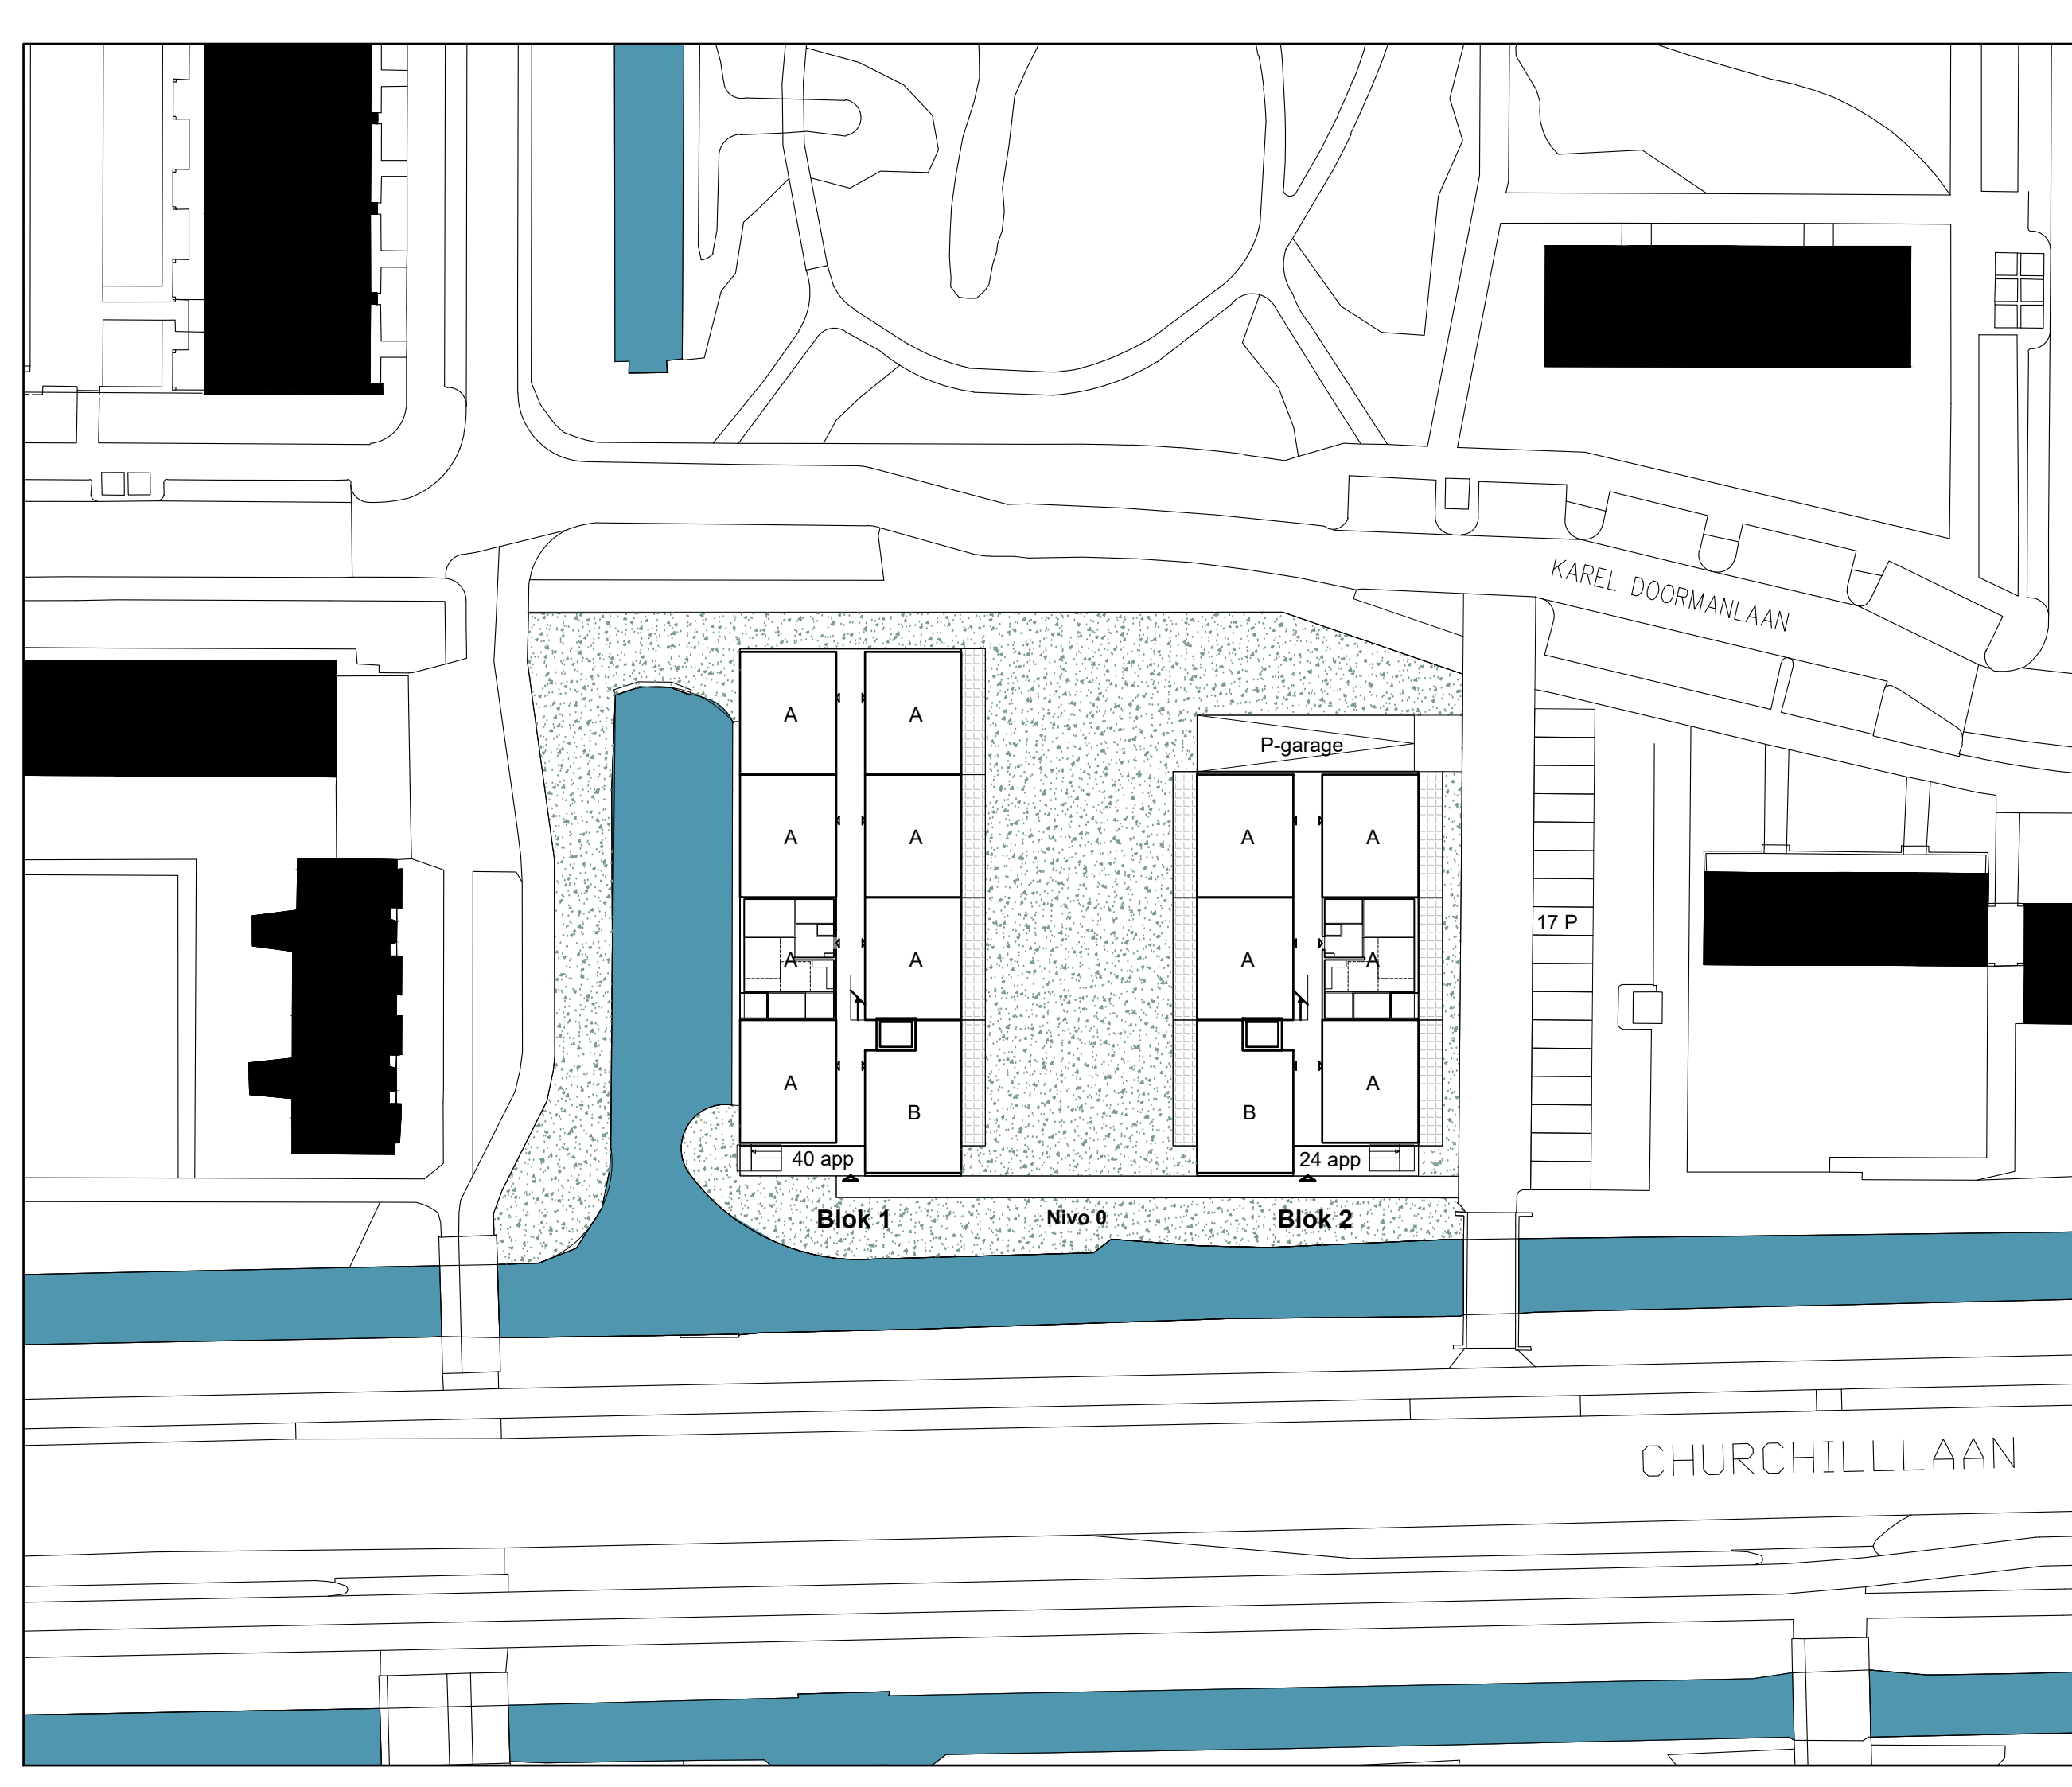 KAREL DOORMANLAAN
A A
P-garage
A A A A
17 P
A A A A
A A B B
40 app 24 app
Blok 1 Nivo 0 Blok 2
CHURCHILLLAAN